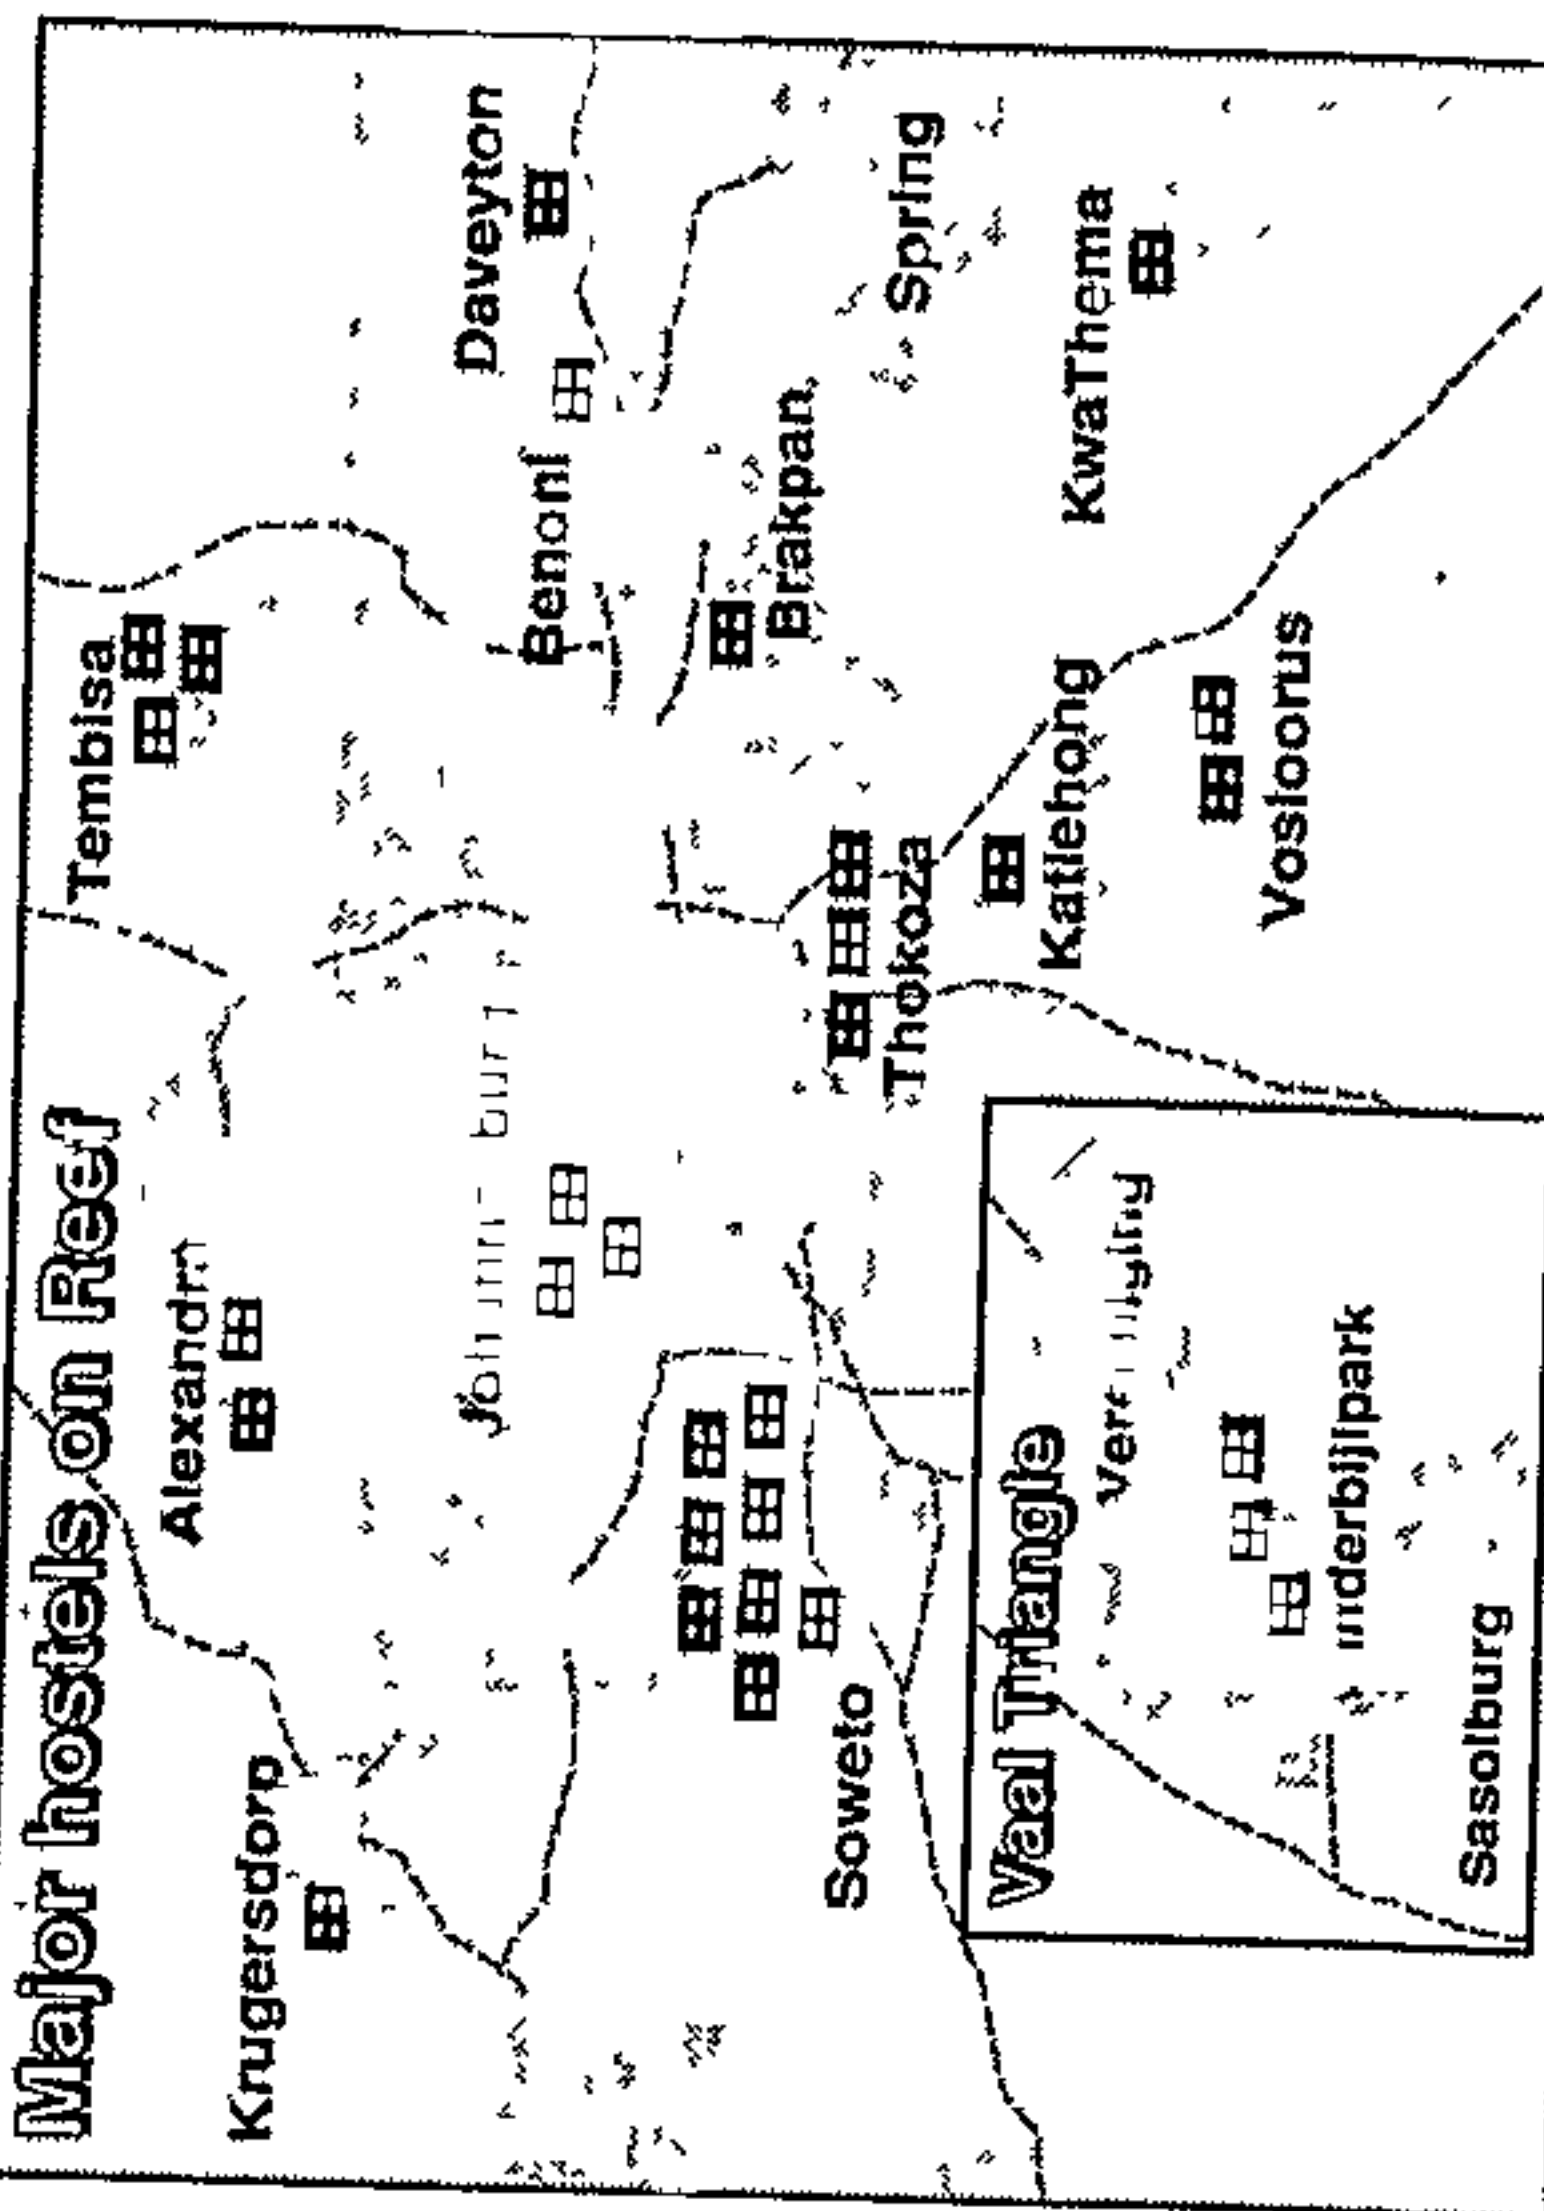 Major hostels on Reef
Tembisa
Alexandra
Krugersdorp
Daveyton
Benoni
Brakpan
Spring
KwaThema
Thokoza
Katlehong
Vosloorus
Soweto
Vaal Triangle
nderbijlpark
Sasolburg